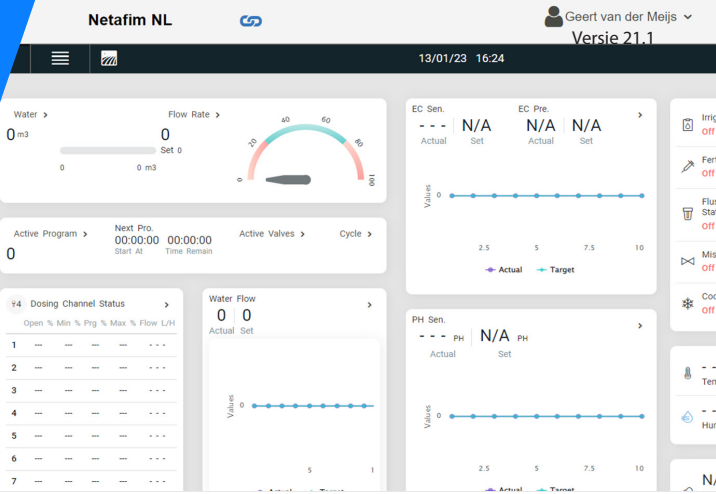 Netafim NL
Geert van der Meijs
Versie 21.1
13/01/23 16:24
Water >
Flow Rate >
0 m3
0
Set 0
0 0 m3
0 20 40 60 80 100
EC Sen. EC Pre. >
- - - N/A N/A N/A
Actual Set Actual Set
Values
0
2.5 5 7.5 10
Actual Target
Active Program >
0
Next Pro.
00:00:00 00:00:00
Start At Time Remain
Active Valves >
Cycle >
4 Dosing Channel Status >
Open % Min % Prg % Max % Flow L/H
1 --- --- --- --- - - -
2 --- --- --- --- - - -
3 --- --- --- --- - - -
4 --- --- --- --- - - -
5 --- --- --- --- - - -
6 --- --- --- --- - - -
7 --- --- --- --- - - -
Water Flow >
0 0
Actual Set
Values
0
5
Actual Target
PH Sen. >
- - - PH N/A PH
Actual Set
Values
0
2.5 5 7.5 10
Actual Target
Off
Off
Off
Off
Off